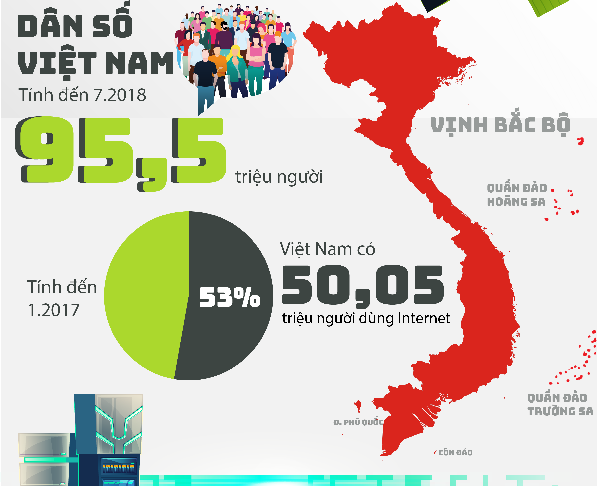 DÂN SỐ
VIỆT NAM
Tính đến 7.2018
95,5
triệu người
VỊNH BẮC BỘ
QUẦN ĐẢO
HOÀNG SA
Tính đến
1.2017
53%
Việt Nam có
50,05
triệu người dùng Internet
QUẦN ĐẢO
TRƯỜNG SA
Đ. PHÚ QUỐC
CÔN ĐẢO